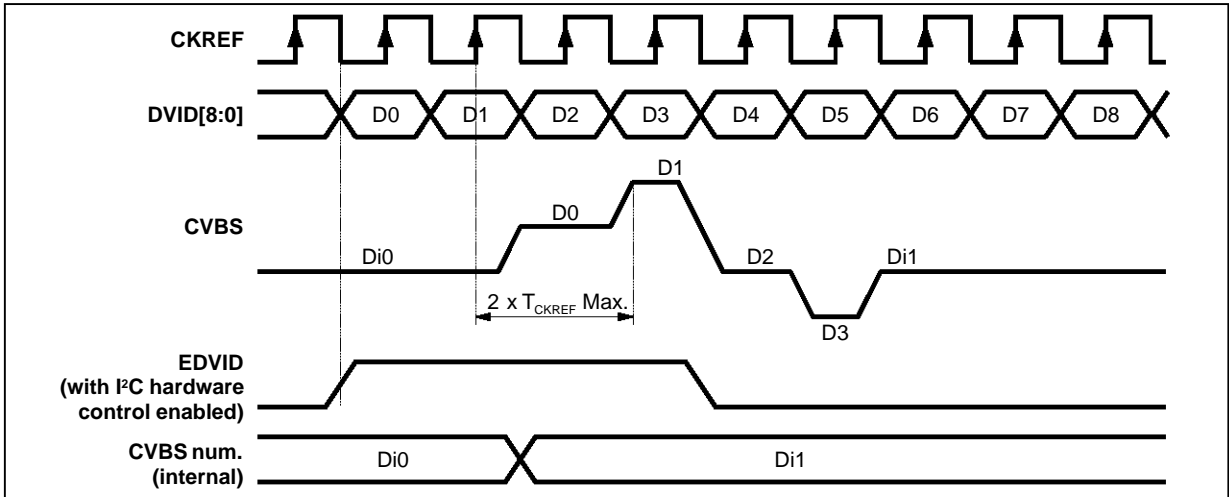 CKREF
DVID[8:0]
D0 D1 D2 D3 D4 D5 D6 D7 D8
CVBS
Di0
D0
D1
D2
D3
Di1
2 x TCKREF Max.
EDVID
(with I²C hardware
control enabled)
CVBS num.
(internal)
Di0
Di1